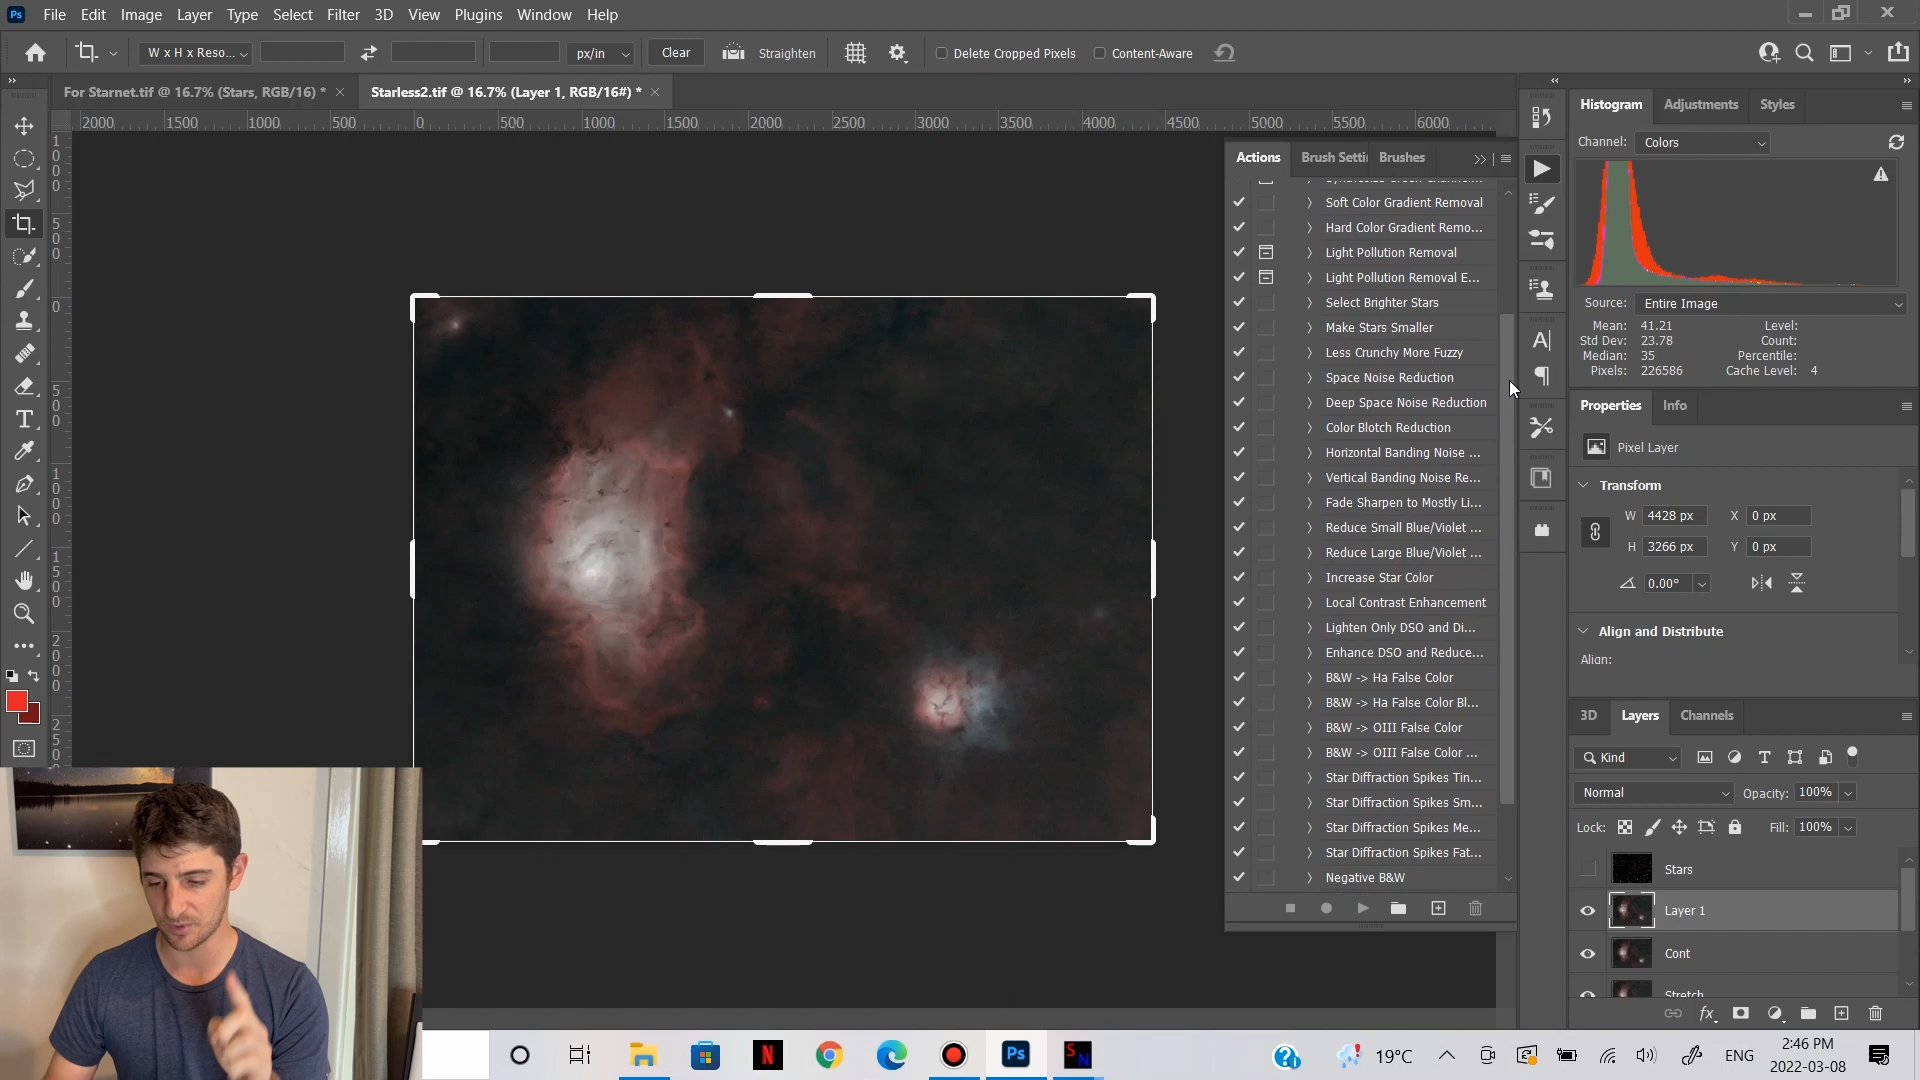 Ps File Edit Image Layer Type Select Filter 3D View Plugins Window Help
W x H x Reso... px/in Clear Straighten Delete Cropped Pixels Content-Aware
For Starnet.tif @ 16.7% (Stars, RGB/16) * Starless2.tif @ 16.7% (Layer 1, RGB/16#) *
2000 1500 1000 500 0 500 1000 1500 2000 2500 3000 3500 4000 4500 5000 5500 6000
Actions Brush Setti Brushes
Soft Color Gradient Removal
Hard Color Gradient Remo...
Light Pollution Removal
Light Pollution Removal E...
Select Brighter Stars
Make Stars Smaller
Less Crunchy More Fuzzy
Space Noise Reduction
Deep Space Noise Reduction
Color Blotch Reduction
Horizontal Banding Noise ...
Vertical Banding Noise Re...
Fade Sharpen to Mostly Li...
Reduce Small Blue/Violet ...
Reduce Large Blue/Violet ...
Increase Star Color
Local Contrast Enhancement
Lighten Only DSO and Di...
Enhance DSO and Reduce...
B&W -> Ha False Color
B&W -> Ha False Color Bl...
B&W -> OIII False Color
B&W -> OIII False Color ...
Star Diffraction Spikes Tin...
Star Diffraction Spikes Sm...
Star Diffraction Spikes Me...
Star Diffraction Spikes Fat...
Negative B&W
Histogram Adjustments Styles
Channel: Colors
Source: Entire Image
Mean: 41.21 Level:
Std Dev: 23.78 Count:
Median: 35 Percentile:
Pixels: 226586 Cache Level: 4
Properties Info
Pixel Layer
Transform
W 4428 px X 0 px
H 3266 px Y 0 px
0.00°
Align and Distribute
Align:
3D Layers Channels
Kind
Normal Opacity: 100%
Lock: Fill: 100%
Stars
Layer 1
Cont
Stretch
fx
N Ps S N 19°C ENG 2:46 PM
2022-03-08